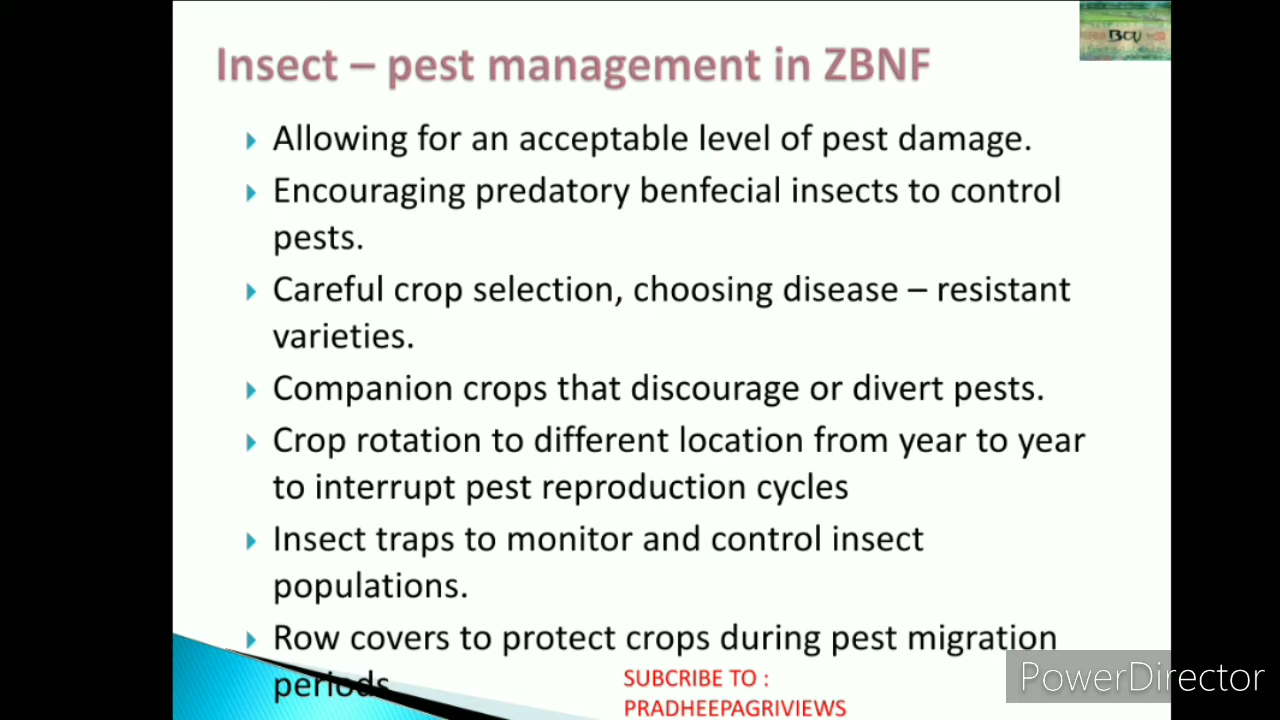 Insect – pest management in ZBNF
BCU
Allowing for an acceptable level of pest damage.
Encouraging predatory benfecial insects to control
pests.
Careful crop selection, choosing disease – resistant
varieties.
Companion crops that discourage or divert pests.
Crop rotation to different location from year to year
to interrupt pest reproduction cycles
Insect traps to monitor and control insect
populations.
Row covers to protect crops during pest migration
periods.
SUBCRIBE TO :
PRADHEEPAGRIVIEWS
PowerDirector